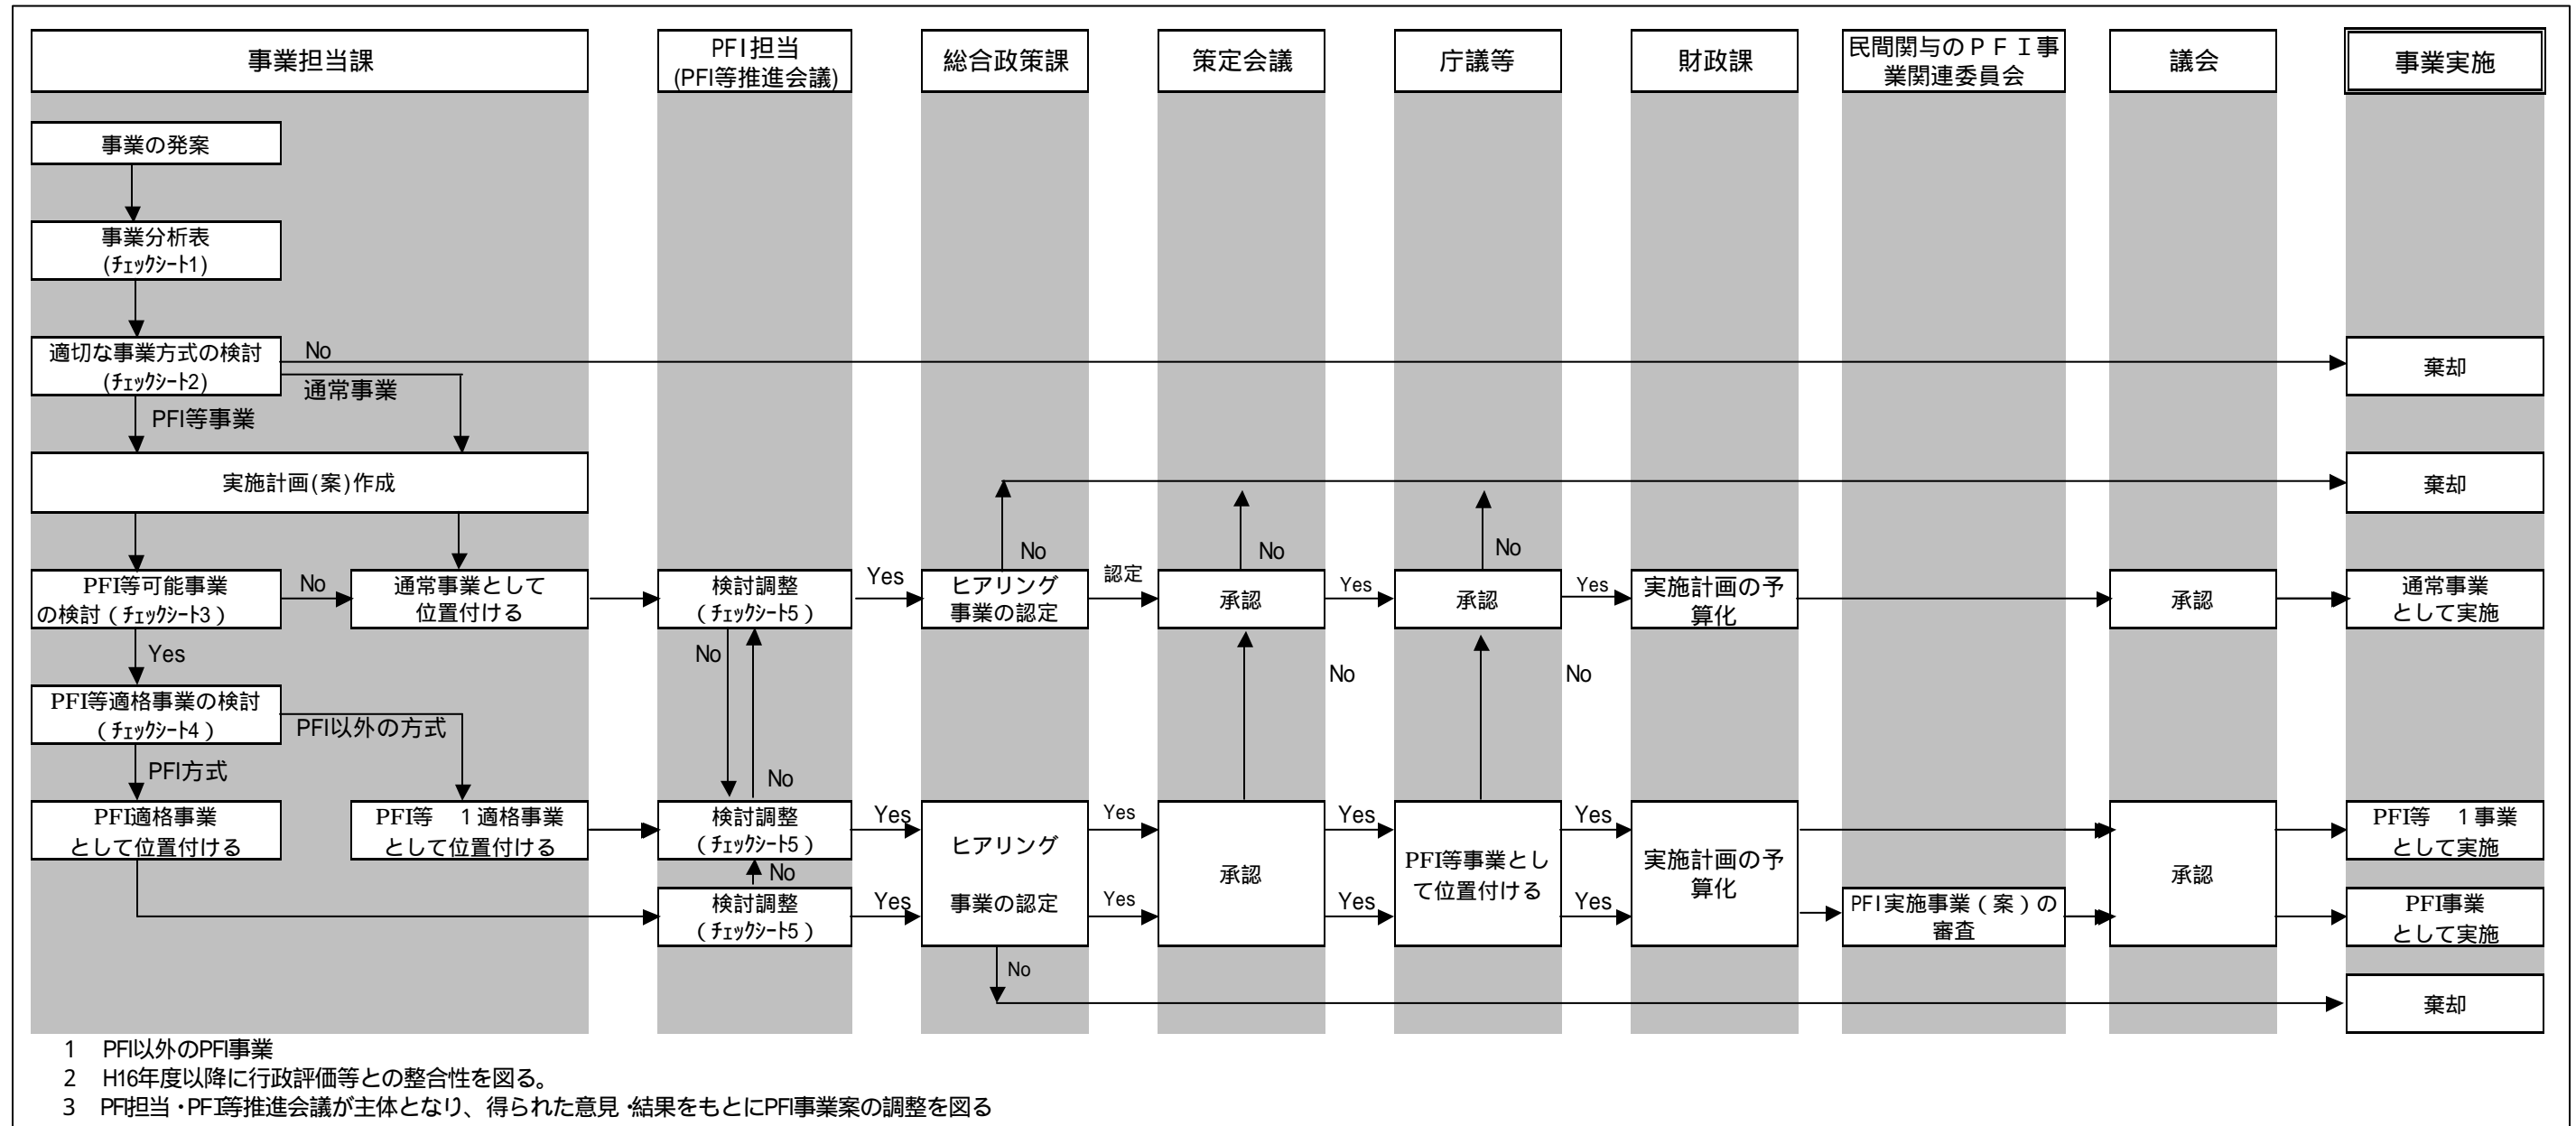 事業担当課
PFI担当
(PFI等推進会議)
総合政策課
策定会議
庁議等
財政課
民間関与のＰＦＩ事
業関連委員会
議会
事業実施
事業の発案
事業分析表
(ﾁｪｯｸｼｰﾄ1)
適切な事業方式の検討
(ﾁｪｯｸｼｰﾄ2)
No
通常事業
PFI等事業
棄却
実施計画(案)作成
棄却
No
No
No
PFI等可能事業
の検討（ﾁｪｯｸｼｰﾄ3）
No
通常事業として
位置付ける
検討調整
（ﾁｪｯｸｼｰﾄ5）
Yes
ヒアリング
事業の認定
認定
承認
Yes
承認
Yes
実施計画の予
算化
承認
通常事業
として実施
Yes
No
No
No
PFI等適格事業の検討
（ﾁｪｯｸｼｰﾄ4）
PFI以外の方式
PFI方式
No
PFI適格事業
として位置付ける
PFI等　1適格事業
として位置付ける
検討調整
（ﾁｪｯｸｼｰﾄ5）
No
検討調整
（ﾁｪｯｸｼｰﾄ5）
Yes
Yes
ヒアリング
事業の認定
Yes
Yes
承認
Yes
Yes
PFI等事業とし
て位置付ける
Yes
Yes
実施計画の予
算化
PFI実施事業（案）の
審査
承認
PFI等　1事業
として実施
PFI事業
として実施
No
棄却
1　PFI以外のPFI事業
2　H16年度以降に行政評価等との整合性を図る。
3　PFI担当・PFI等推進会議が主体となり、得られた意見・結果をもとにPFI事業案の調整を図る